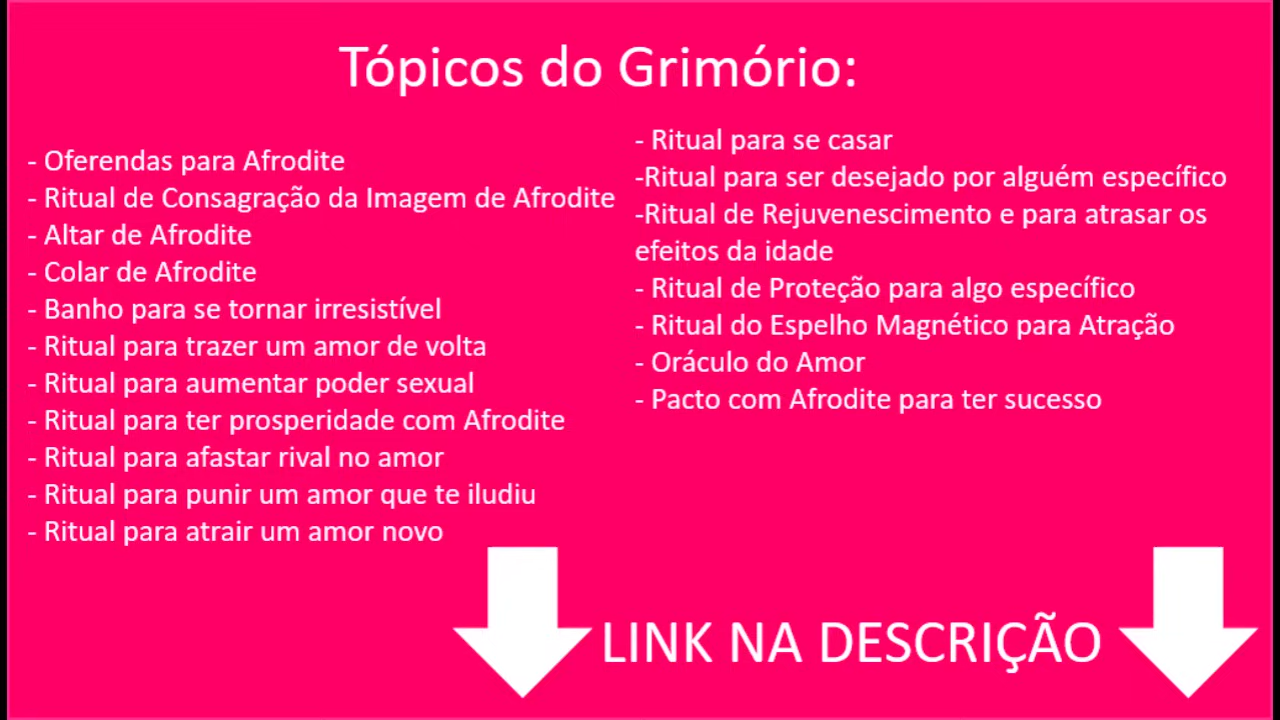 Tópicos do Grimório:
- Oferendas para Afrodite
- Ritual de Consagração da Imagem de Afrodite
- Altar de Afrodite
- Colar de Afrodite
- Banho para se tornar irresistível
- Ritual para trazer um amor de volta
- Ritual para aumentar poder sexual
- Ritual para ter prosperidade com Afrodite
- Ritual para afastar rival no amor
- Ritual para punir um amor que te iludiu
- Ritual para atrair um amor novo
- Ritual para se casar
-Ritual para ser desejado por alguém específico
-Ritual de Rejuvenescimento e para atrasar os
efeitos da idade
- Ritual de Proteção para algo específico
- Ritual do Espelho Magnético para Atração
- Oráculo do Amor
- Pacto com Afrodite para ter sucesso
LINK NA DESCRIÇÃO